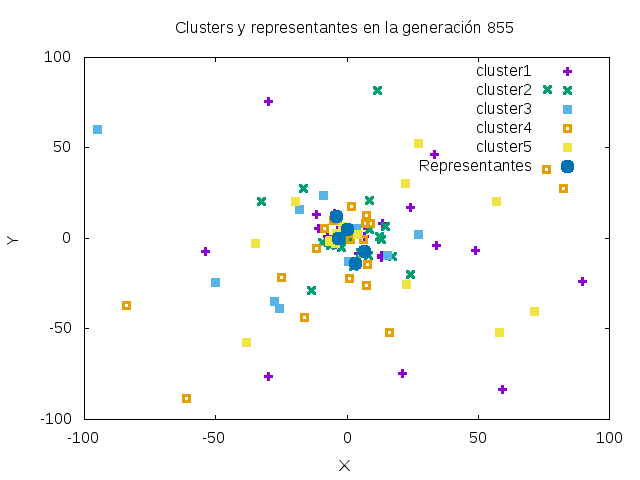 Clusters y representantes en la generación 855
100
50
0
-50
-100
-100
-50
0
50
100
Y
X
cluster1
cluster2
cluster3
cluster4
cluster5
Representantes